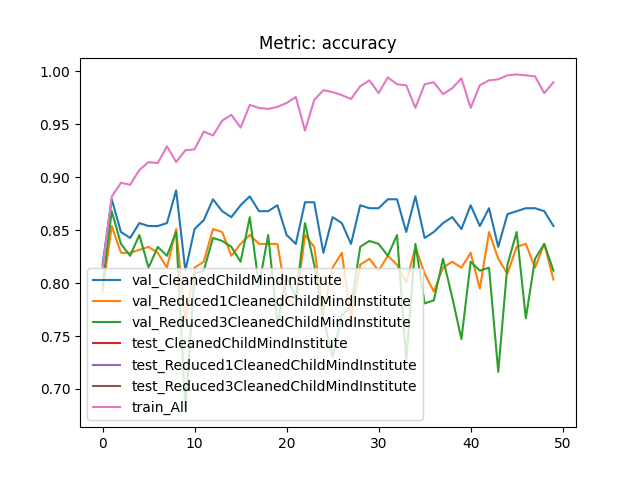 Metric: accuracy
1.00
0.95
0.90
0.85
0.80
0.75
0.70
val_CleanedChildMindInstitute
val_Reduced1CleanedChildMindInstitute
val_Reduced3CleanedChildMindInstitute
test_CleanedChildMindInstitute
test_Reduced1CleanedChildMindInstitute
test_Reduced3CleanedChildMindInstitute
train_All
0 10 20 30 40 50